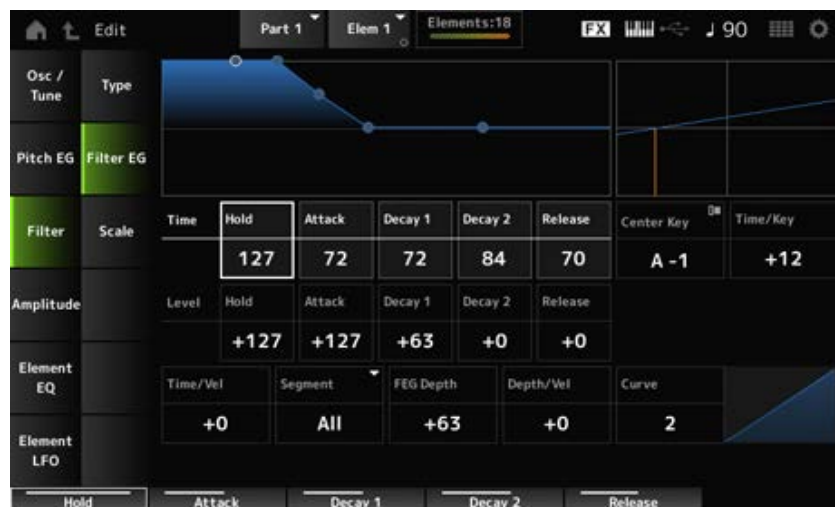 Edit Part 1 Elem 1 Elements:18 FX ♩ 90
Osc / Tune
Type
Pitch EG
Filter EG
Filter
Scale
Amplitude
Element EQ
Element LFO
Time Hold Attack Decay 1 Decay 2 Release Center Key Time/Key
127 72 72 84 70 A -1 +12
Level Hold Attack Decay 1 Decay 2 Release
+127 +127 +63 +0 +0
Time/Vel Segment FEG Depth Depth/Vel Curve
+0 All +63 +0 2
Hold Attack Decay 1 Decay 2 Release